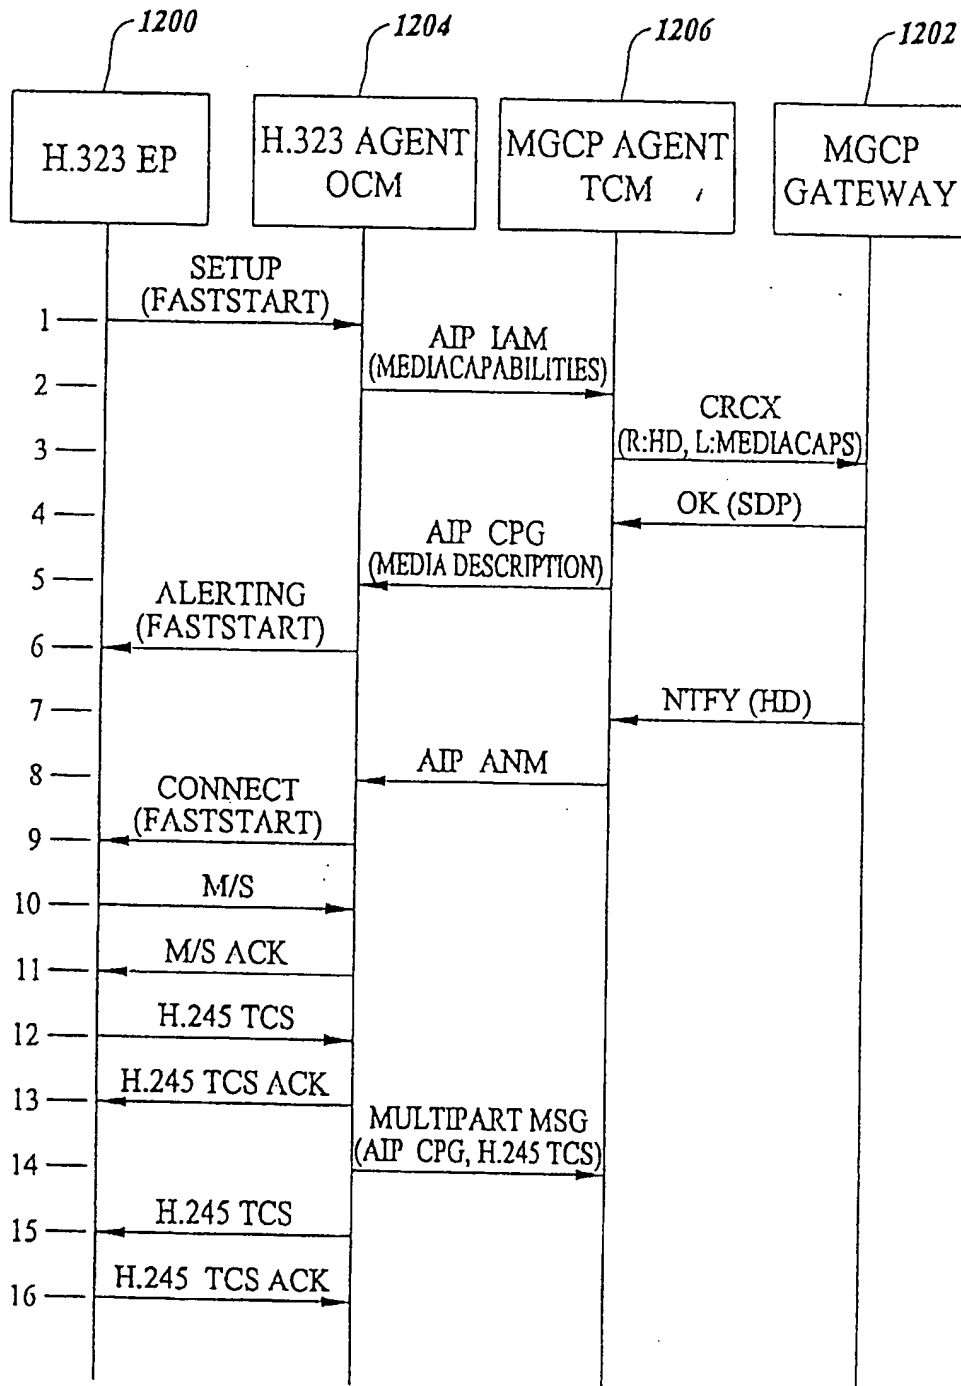 1200
1204
1206
1202
H.323 EP
H.323 AGENT
OCM
MGCP AGENT
TCM
MGCP
GATEWAY
SETUP
(FASTSTART)
1
AIP IAM
(MEDIACAPABILITIES)
2
CRCX
(R:HD, L:MEDIACAPS)
3
OK (SDP)
4
AIP CPG
(MEDIA DESCRIPTION)
5
ALERTING
(FASTSTART)
6
NTFY (HD)
7
AIP ANM
8
CONNECT
(FASTSTART)
9
M/S
10
M/S ACK
11
H.245 TCS
12
H.245 TCS ACK
13
MULTIPART MSG
(AIP CPG, H.245 TCS)
14
H.245 TCS
15
H.245 TCS ACK
16